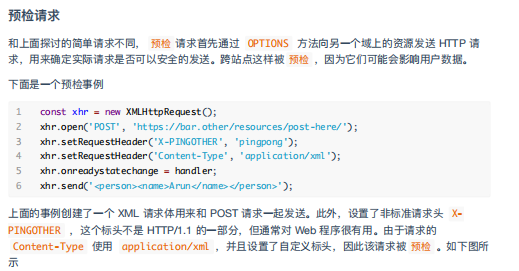 预检请求
和上面探讨的简单请求不同， 预检 请求首先通过 OPTIONS 方法向另一个域上的资源发送 HTTP 请
求，用来确定实际请求是否可以安全的发送。跨站点这样被 预检 ，因为它们可能会影响用户数据。
下面是一个预检事例
1 const xhr = new XMLHttpRequest();
2 xhr.open('POST', 'https://bar.other/resources/post-here/');
3 xhr.setRequestHeader('X-PINGOTHER', 'pingpong');
4 xhr.setRequestHeader('Content-Type', 'application/xml');
5 xhr.onreadystatechange = handler;
6 xhr.send('<person><name>Arun</name></person>');
上面的事例创建了一个 XML 请求体用来和 POST 请求一起发送。此外，设置了非标准请求头 X-
PINGOTHER ，这个标头不是 HTTP/1.1 的一部分，但通常对 Web 程序很有用。由于请求的
Content-Type 使用 application/xml ，并且设置了自定义标头，因此该请求被 预检 。如下图所
示